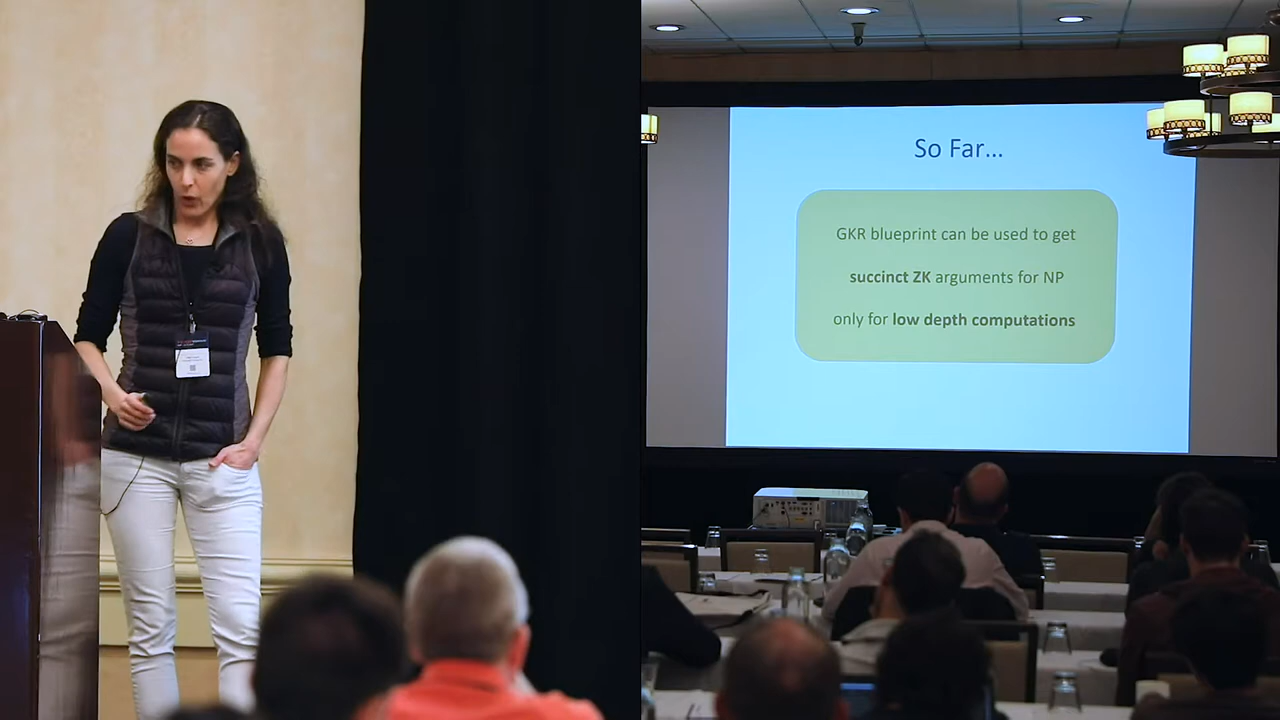 So Far...
GKR blueprint can be used to get
succinct ZK arguments for NP
only for low depth computations